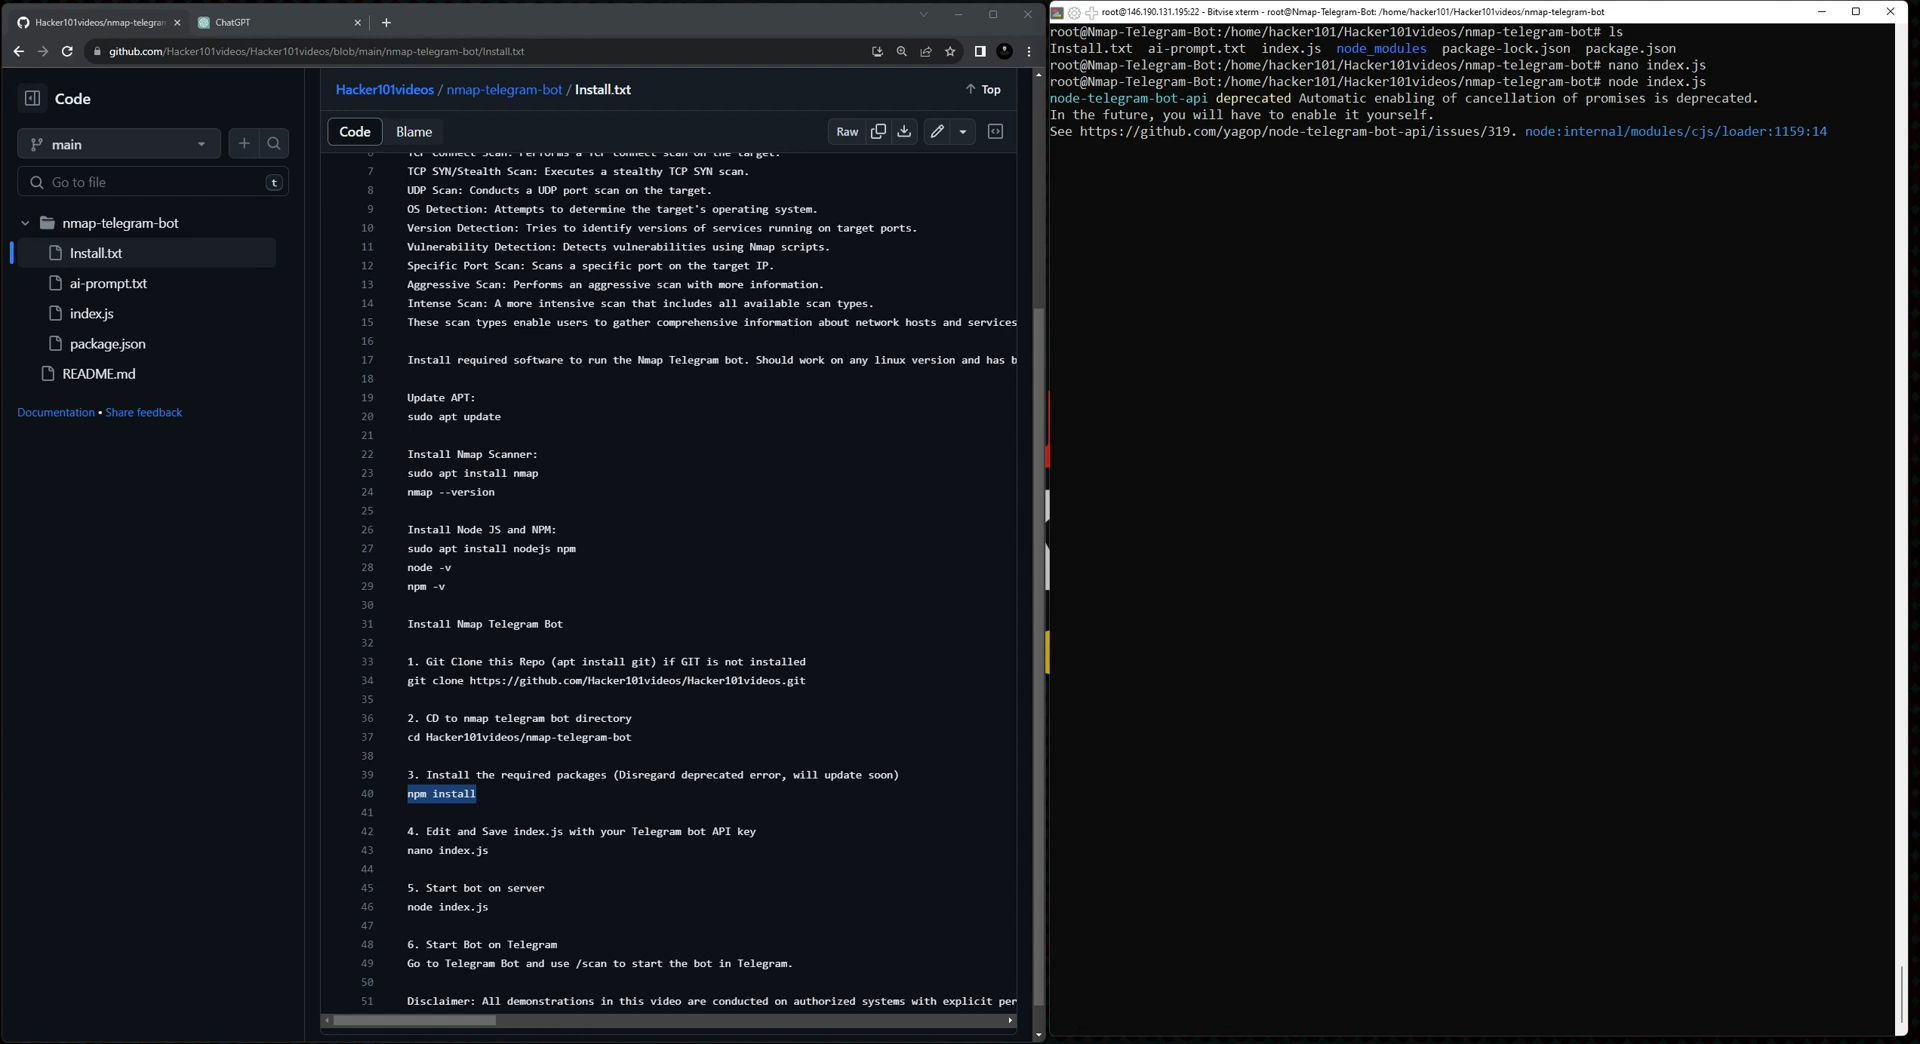 Hacker101videos/nmap-telegram
ChatGPT
github.com/Hacker101videos/Hacker101videos/blob/main/nmap-telegram-bot/Install.txt
Code
main
Go to file
t
nmap-telegram-bot
Install.txt
ai-prompt.txt
index.js
package.json
README.md
Documentation • Share feedback
Hacker101videos / nmap-telegram-bot / Install.txt
Top
Code
Blame
Raw
6 TCP Connect Scan: Performs a TCP connect scan on the target.
7 TCP SYN/Stealth Scan: Executes a stealthy TCP SYN scan.
8 UDP Scan: Conducts a UDP port scan on the target.
9 OS Detection: Attempts to determine the target's operating system.
10 Version Detection: Tries to identify versions of services running on target ports.
11 Vulnerability Detection: Detects vulnerabilities using Nmap scripts.
12 Specific Port Scan: Scans a specific port on the target IP.
13 Aggressive Scan: Performs an aggressive scan with more information.
14 Intense Scan: A more intensive scan that includes all available scan types.
15 These scan types enable users to gather comprehensive information about network hosts and services
16
17 Install required software to run the Nmap Telegram bot. Should work on any linux version and has b
18
19 Update APT:
20 sudo apt update
21
22 Install Nmap Scanner:
23 sudo apt install nmap
24 nmap --version
25
26 Install Node JS and NPM:
27 sudo apt install nodejs npm
28 node -v
29 npm -v
30
31 Install Nmap Telegram Bot
32
33 1. Git Clone this Repo (apt install git) if GIT is not installed
34 git clone https://github.com/Hacker101videos/Hacker101videos.git
35
36 2. CD to nmap telegram bot directory
37 cd Hacker101videos/nmap-telegram-bot
38
39 3. Install the required packages (Disregard deprecated error, will update soon)
40 npm install
41
42 4. Edit and Save index.js with your Telegram bot API key
43 nano index.js
44
45 5. Start bot on server
46 node index.js
47
48 6. Start Bot on Telegram
49 Go to Telegram Bot and use /scan to start the bot in Telegram.
50
51 Disclaimer: All demonstrations in this video are conducted on authorized systems with explicit per
root@146.190.131.195:22 - Bitvise xterm - root@Nmap-Telegram-Bot: /home/hacker101/Hacker101videos/nmap-telegram-bot
root@Nmap-Telegram-Bot:/home/hacker101/Hacker101videos/nmap-telegram-bot# ls
Install.txt ai-prompt.txt index.js node_modules package-lock.json package.json
root@Nmap-Telegram-Bot:/home/hacker101/Hacker101videos/nmap-telegram-bot# nano index.js
root@Nmap-Telegram-Bot:/home/hacker101/Hacker101videos/nmap-telegram-bot# node index.js
node-telegram-bot-api deprecated Automatic enabling of cancellation of promises is deprecated.
In the future, you will have to enable it yourself.
See https://github.com/yagop/node-telegram-bot-api/issues/319. node:internal/modules/cjs/loader:1159:14